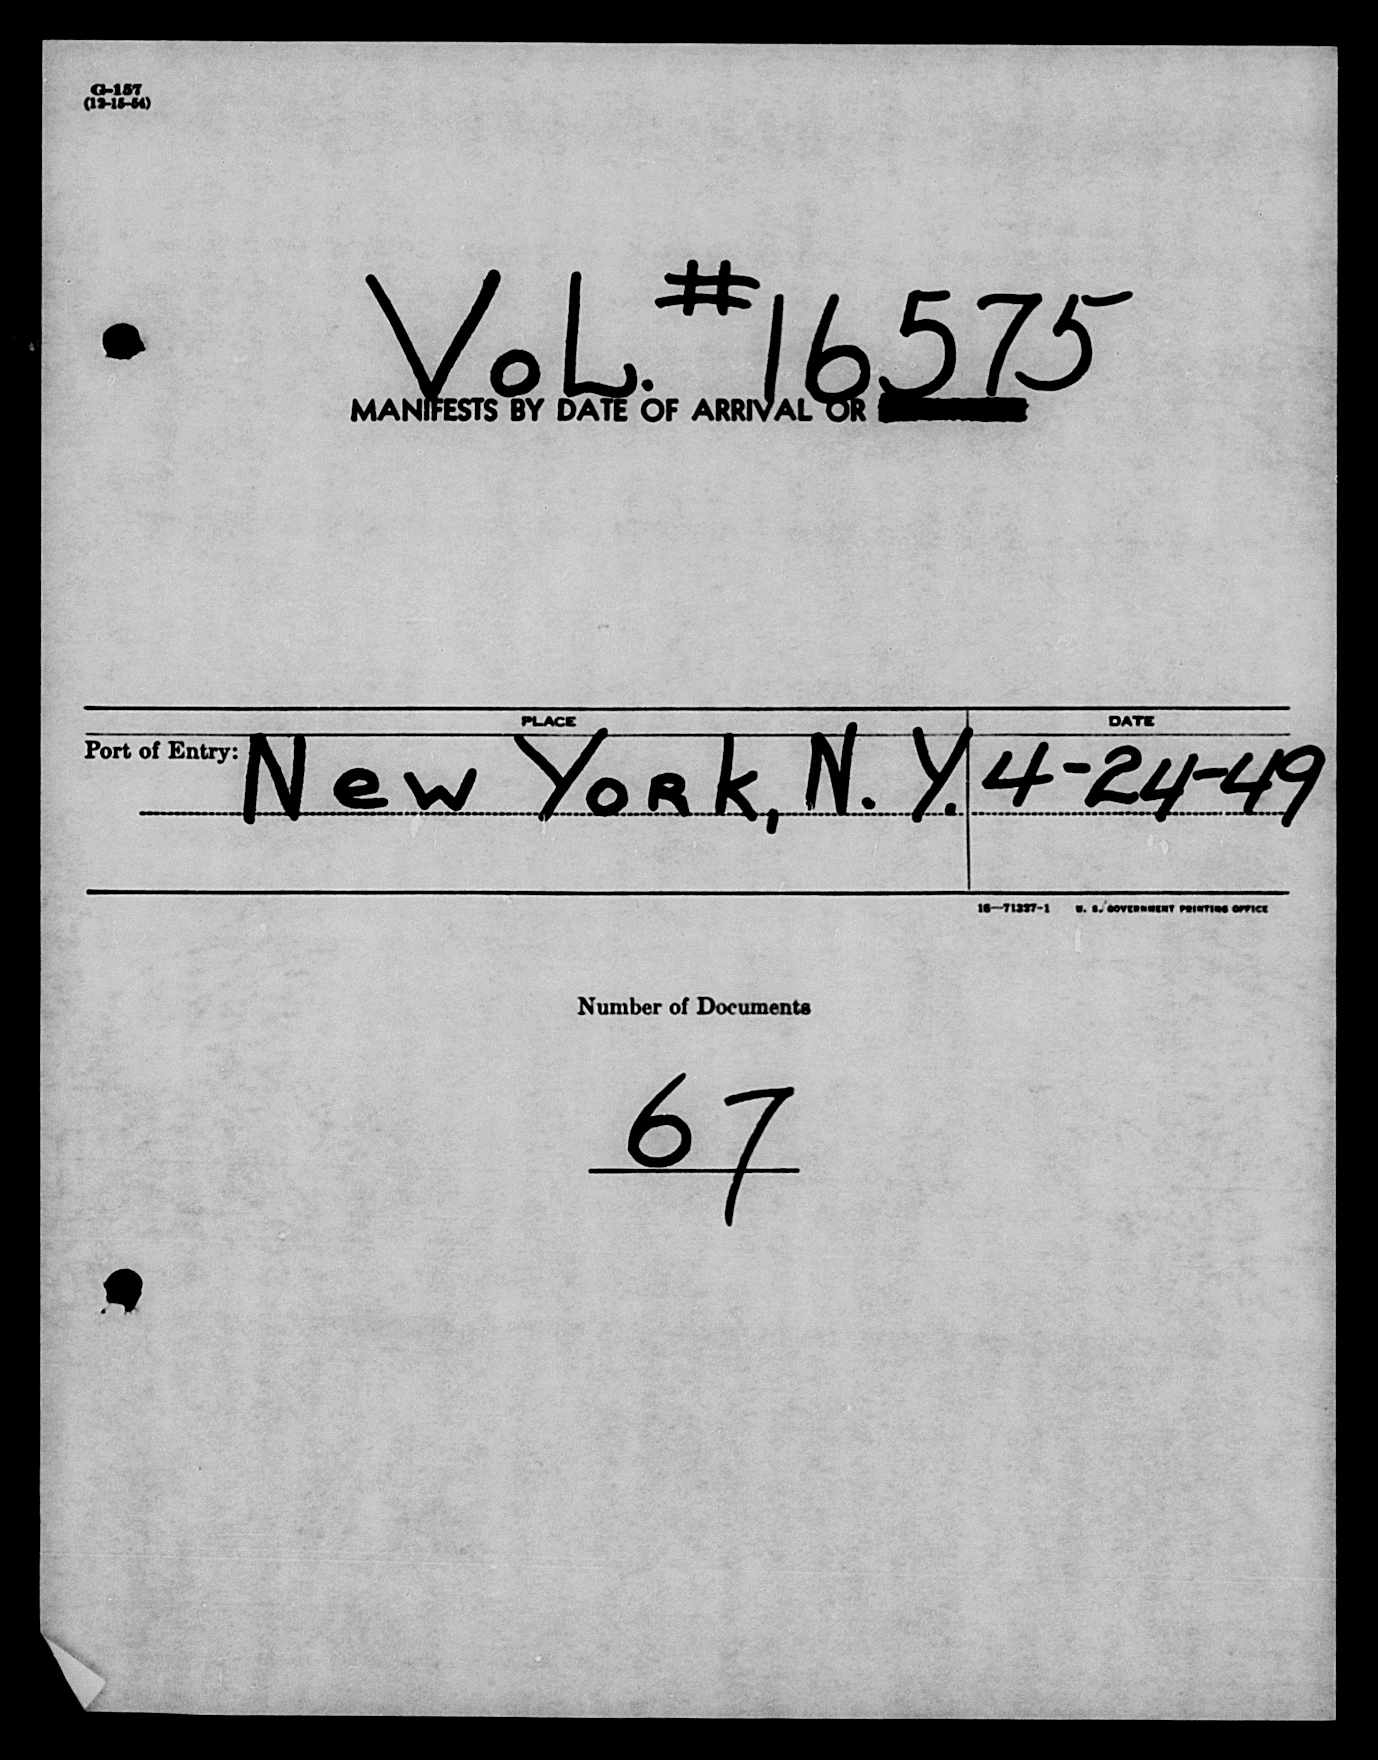 G-157
(12-15-54)
VoL. #16575
MANIFESTS BY DATE OF ARRIVAL OR
PLACE DATE
Port of Entry: New York, N. Y. 4-24-49
16—71327-1 U. S. GOVERNMENT PRINTING OFFICE
Number of Documents
67